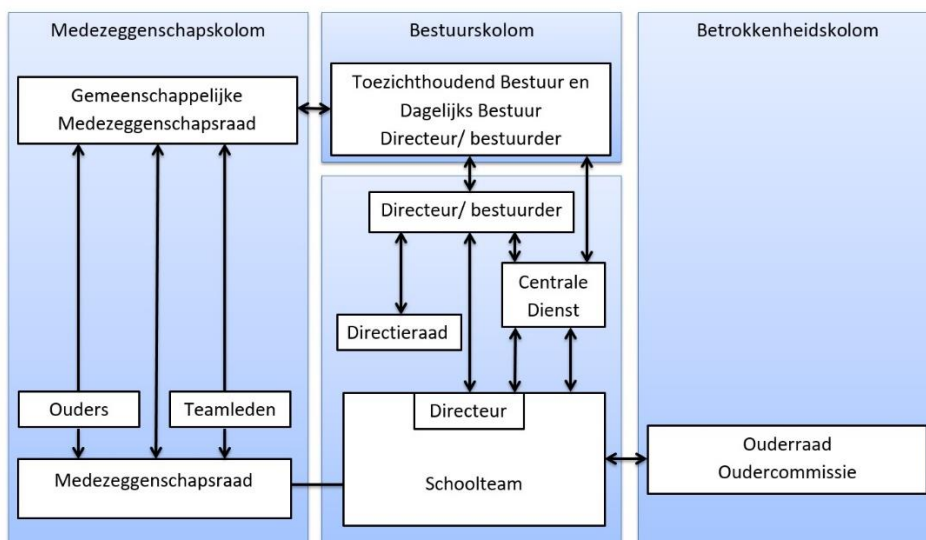 Medezeggenschapskolom
Gemeenschappelijke
Medezeggenschapsraad
Ouders
Teamleden
Medezeggenschapsraad
Bestuurskolom
Toezichthoudend Bestuur en
Dagelijks Bestuur
Directeur/ bestuurder
Directeur/ bestuurder
Centrale
Dienst
Directieraad
Directeur
Schoolteam
Betrokkenheidskolom
Ouderraad
Oudercommissie